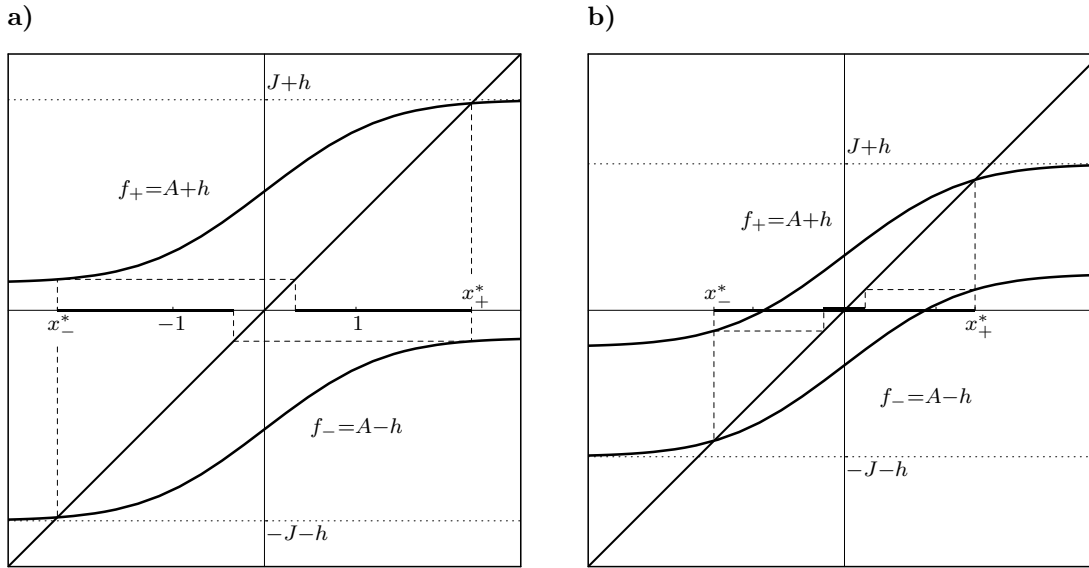 a)
J+h
f₊=A+h
x*₋
−1
1
x*₊
f₋=A−h
−J−h
b)
J+h
f₊=A+h
x*₋
x*₊
f₋=A−h
−J−h